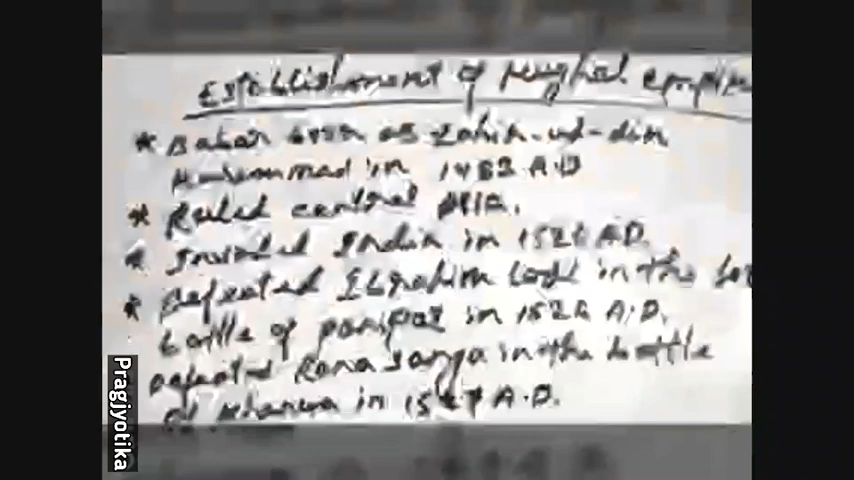 Establishment of Mughal empire
* Babar born as Zahir-ud-din
Muhammad in 1483 A.D
* Ruled central ASIA.
* Invaded India in 1526 A.D.
* Defeated Ebrahim Lodi in the
battle of panipat in 1526 A.D.
Defeated Rana Sanga in the battle
of Khanwa in 1527 A.D.
Pragjyotika